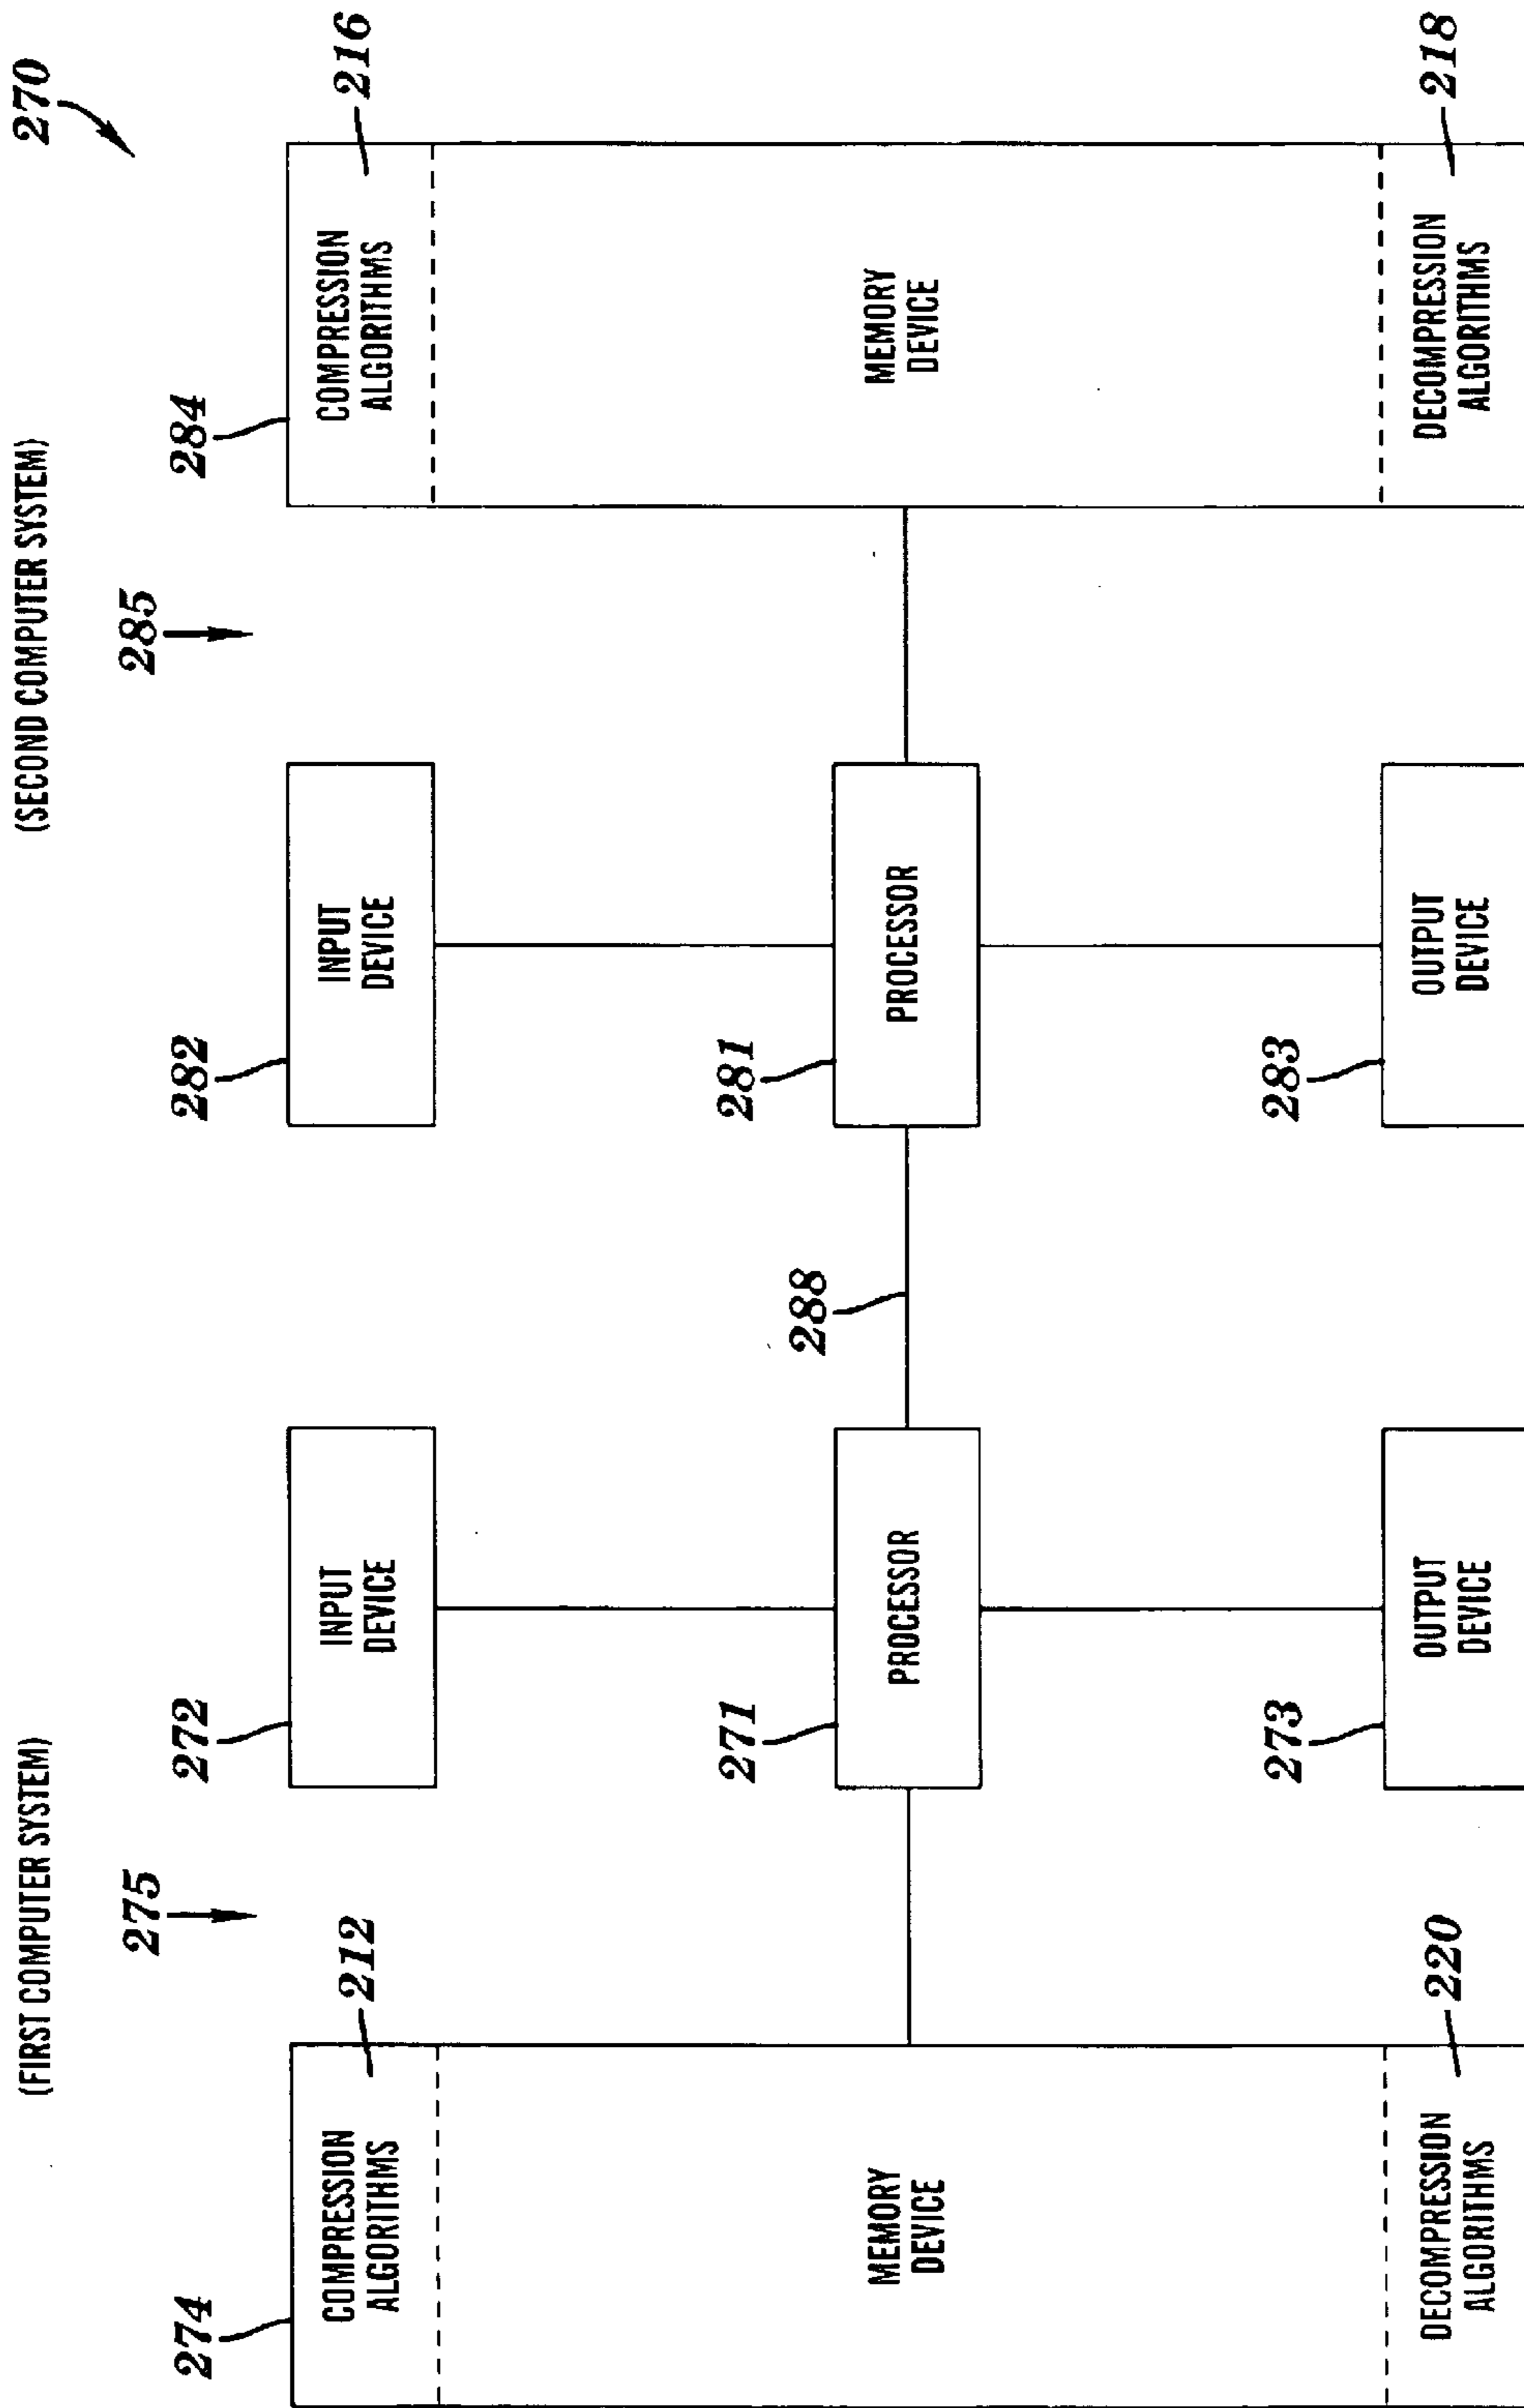 270
(FIRST COMPUTER SYSTEM)
(SECOND COMPUTER SYSTEM)
275
285
274
COMPRESSION
ALGORITHMS
212
272
INPUT
DEVICE
282
INPUT
DEVICE
284
COMPRESSION
ALGORITHMS
216
MEMORY
DEVICE
271
PROCESSOR
288
281
PROCESSOR
MEMORY
DEVICE
DECOMPRESSION
ALGORITHMS
220
273
OUTPUT
DEVICE
283
OUTPUT
DEVICE
DECOMPRESSION
ALGORITHMS
218